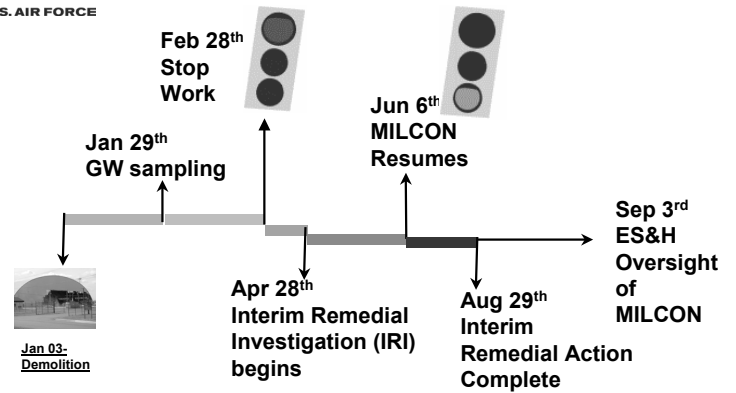 S. AIR FORCE
Feb 28th
Stop
Work
Jun 6th
MILCON
Resumes
Jan 29th
GW sampling
Sep 3rd
ES&H
Oversight
of
MILCON
Apr 28th
Interim Remedial
Investigation (IRI)
begins
Aug 29th
Interim
Remedial Action
Complete
Jan 03-
Demolition